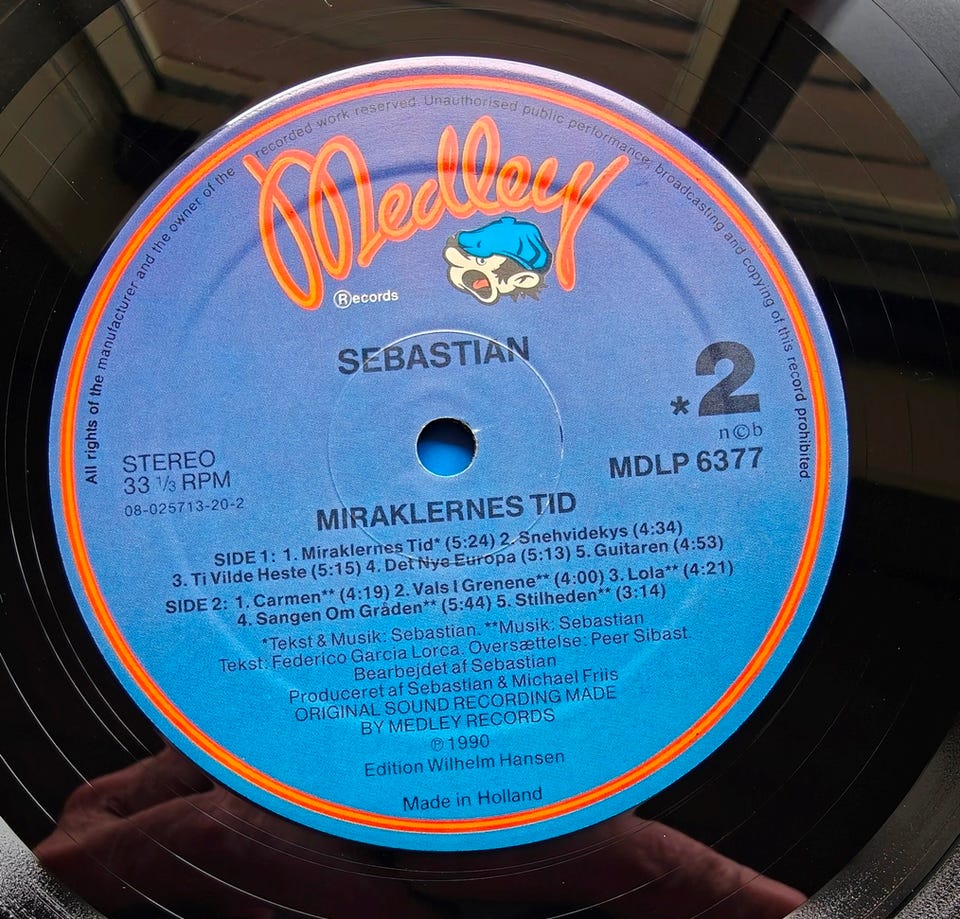 All rights of the manufacturer and the owner of the recorded work reserved. Unauthorised public performance, broadcasting and copying of this record prohibited
Medley
®ecords
SEBASTIAN
*2
n©b
STEREO
MDLP 6377
33 1/3 RPM
08-025713-20-2
MIRAKLERNES TID
SIDE 1: 1. Miraklernes Tid* (5:24) 2. Snehvidekys (4:34)
3. Ti Vilde Heste (5:15) 4. Det Nye Europa (5:13) 5. Guitaren (4:53)
SIDE 2: 1. Carmen** (4:19) 2. Vals I Grenene** (4:00) 3. Lola** (4:21)
4. Sangen Om Gråden** (5:44) 5. Stilheden** (3:14)
*Tekst & Musik: Sebastian. **Musik: Sebastian
Tekst: Federico Garcia Lorca. Oversættelse: Peer Sibast.
Bearbejdet af Sebastian
Produceret af Sebastian & Michael Friis
ORIGINAL SOUND RECORDING MADE
BY MEDLEY RECORDS
℗ 1990
Edition Wilhelm Hansen
Made in Holland